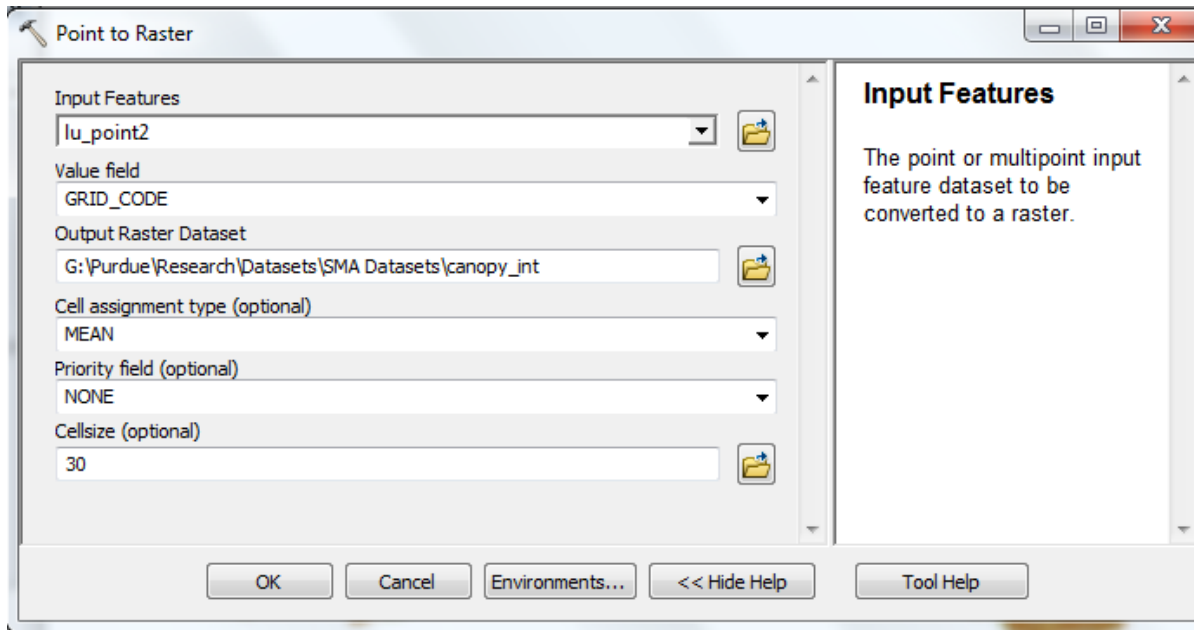 Point to Raster
Input Features
lu_point2
Value field
GRID_CODE
Output Raster Dataset
G:\Purdue\Research\Datasets\SMA Datasets\canopy_int
Cell assignment type (optional)
MEAN
Priority field (optional)
NONE
Cellsize (optional)
30
Input Features
The point or multipoint input
feature dataset to be
converted to a raster.
OK
Cancel
Environments...
<< Hide Help
Tool Help